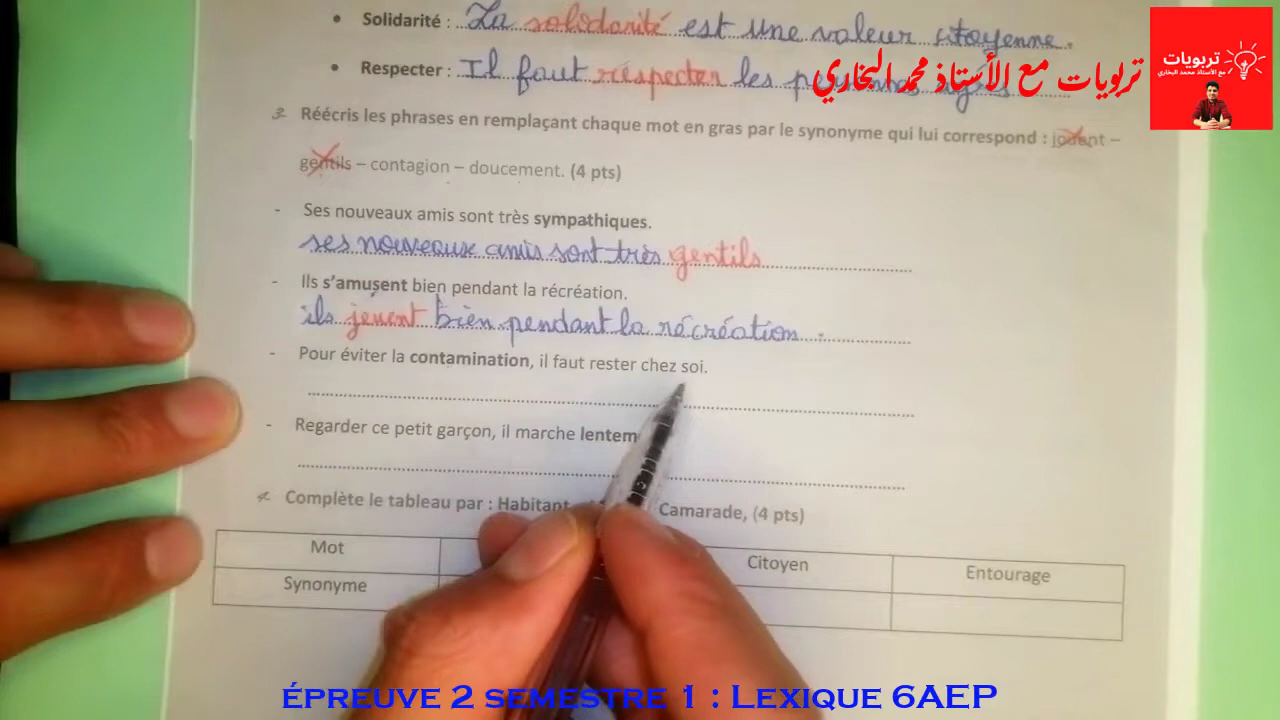 • Solidarité : La solidarité est une valeur citoyenne.
• Respecter : Il faut respecter les
تربويات مع الأستاذ محمد البخاري
تربويات
مع الأستاذ محمد البخاري
3. Réécris les phrases en remplaçant chaque mot en gras par le synonyme qui lui correspond : jouent –
gentils – contagion – doucement. (4 pts)
- Ses nouveaux amis sont très sympathiques.
ses nouveaux amis sont très gentils
- Ils s'amusent bien pendant la récréation.
ils jouent bien pendant la récréation.
- Pour éviter la contamination, il faut rester chez soi.
- Regarder ce petit garçon, il marche lentem
4. Complète le tableau par : Habitant Camarade, (4 pts)
Mot Citoyen Entourage
Synonyme
épreuve 2 semestre 1 : Lexique 6AEP